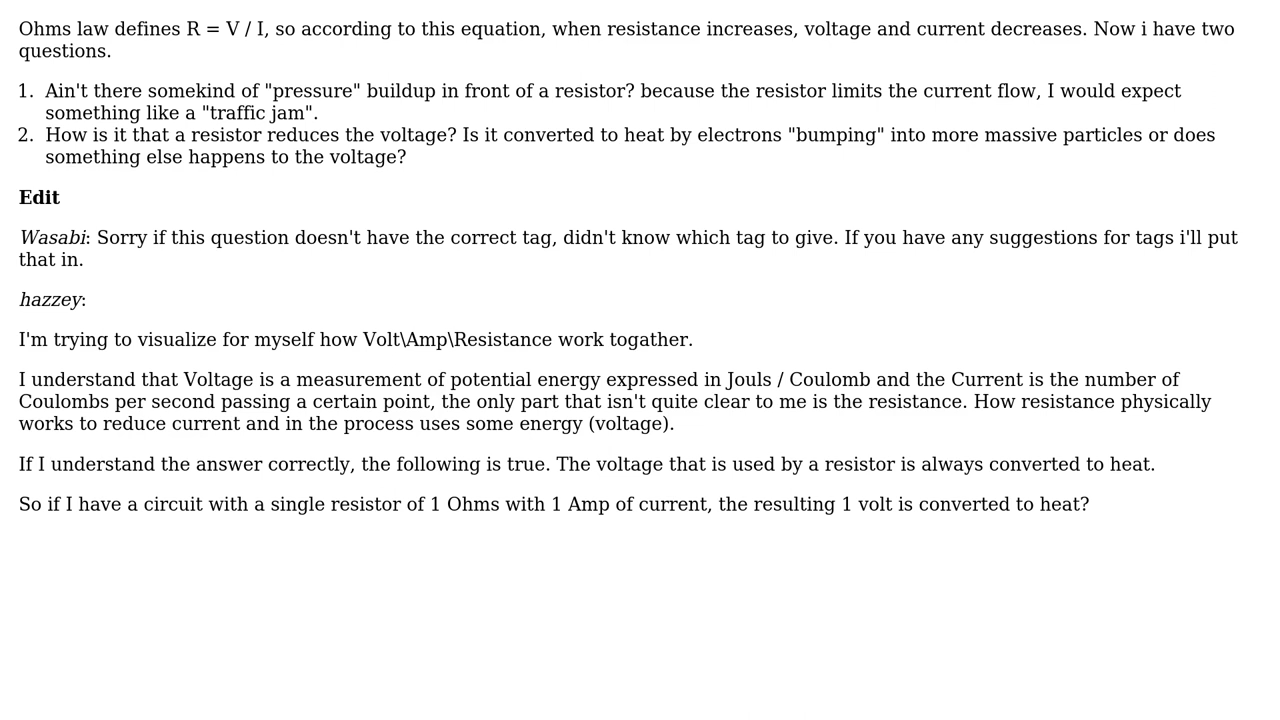 Ohms law defines R = V / I, so according to this equation, when resistance increases, voltage and current decreases. Now i have two
questions.
1. Ain't there somekind of "pressure" buildup in front of a resistor? because the resistor limits the current flow, I would expect
something like a "traffic jam".
2. How is it that a resistor reduces the voltage? Is it converted to heat by electrons "bumping" into more massive particles or does
something else happens to the voltage?
Edit
Wasabi: Sorry if this question doesn't have the correct tag, didn't know which tag to give. If you have any suggestions for tags i'll put
that in.
hazzey:
I'm trying to visualize for myself how Volt\Amp\Resistance work togather.
I understand that Voltage is a measurement of potential energy expressed in Jouls / Coulomb and the Current is the number of
Coulombs per second passing a certain point, the only part that isn't quite clear to me is the resistance. How resistance physically
works to reduce current and in the process uses some energy (voltage).
If I understand the answer correctly, the following is true. The voltage that is used by a resistor is always converted to heat.
So if I have a circuit with a single resistor of 1 Ohms with 1 Amp of current, the resulting 1 volt is converted to heat?